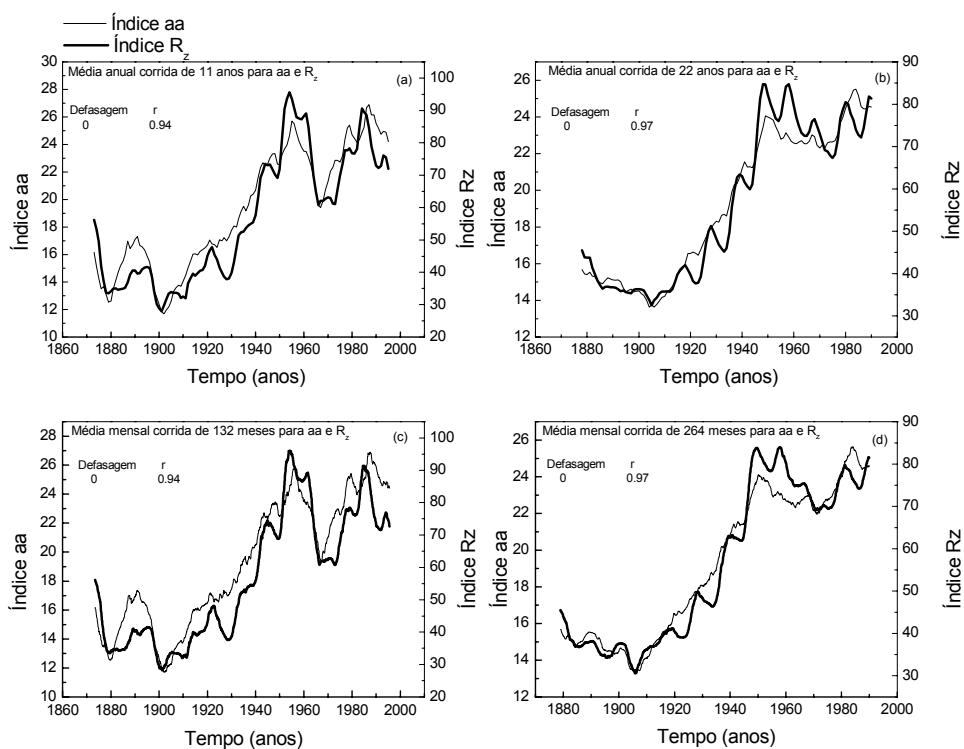 Índice aa
Índice Rz
Média anual corrida de 11 anos para aa e Rz
(a)
Defasagem r
0 0.94
30
28
26
24
22
20
18
16
14
12
10
100
90
80
70
60
50
40
30
20
Índice aa
Índice Rz
1860 1880 1900 1920 1940 1960 1980 2000
Tempo (anos)
Média anual corrida de 22 anos para aa e Rz
(b)
Defasagem r
0 0.97
26
24
22
20
18
16
14
12
90
80
70
60
50
40
30
Índice aa
Índice Rz
1860 1880 1900 1920 1940 1960 1980 2000
Tempo (anos)
Média mensal corrida de 132 meses para aa e Rz
(c)
Defasagem r
0 0.94
28
26
24
22
20
18
16
14
12
10
100
90
80
70
60
50
40
30
20
Índice aa
Índice Rz
1860 1880 1900 1920 1940 1960 1980 2000
Tempo (anos)
Média mensal corrida de 264 meses para aa e Rz
(d)
Defasagem r
0 0.97
26
24
22
20
18
16
14
12
90
80
70
60
50
40
30
Índice aa
Índice Rz
1880 1900 1920 1940 1960 1980 2000
Tempo (anos)